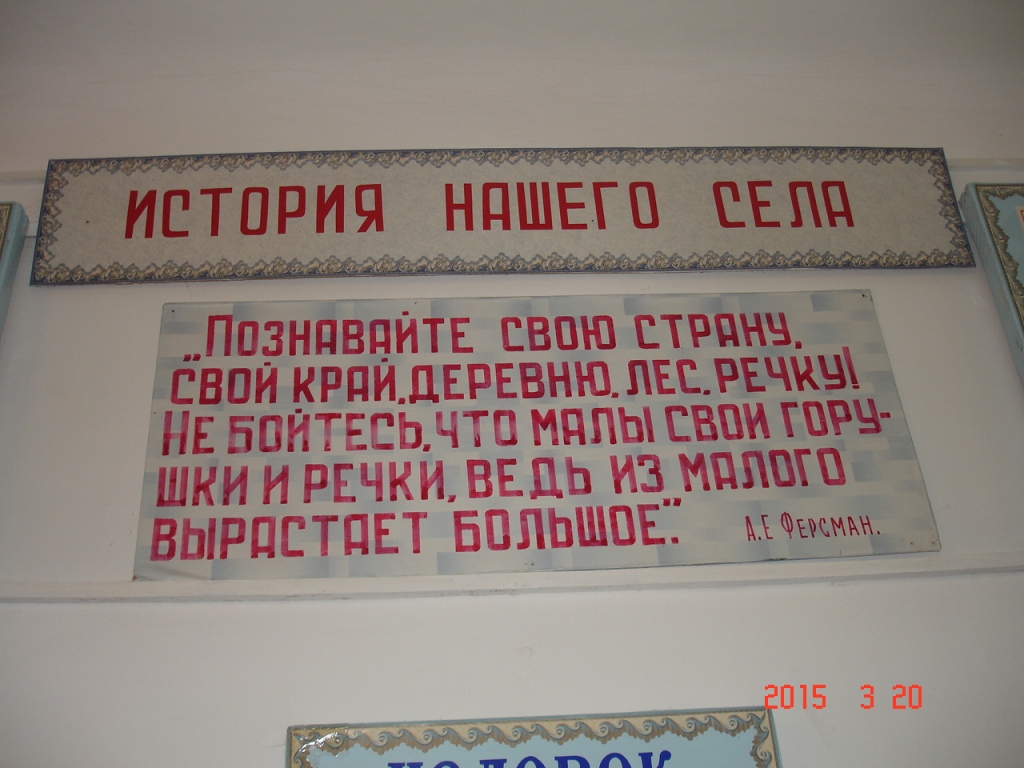 ИСТОРИЯ НАШЕГО СЕЛА
„Познавайте свою страну,
свой край, деревню, лес, речку!
Не бойтесь, что малы свои гору-
шки и речки, ведь из малого
вырастает большое."
А.Е Ферсман.
2015 3 20